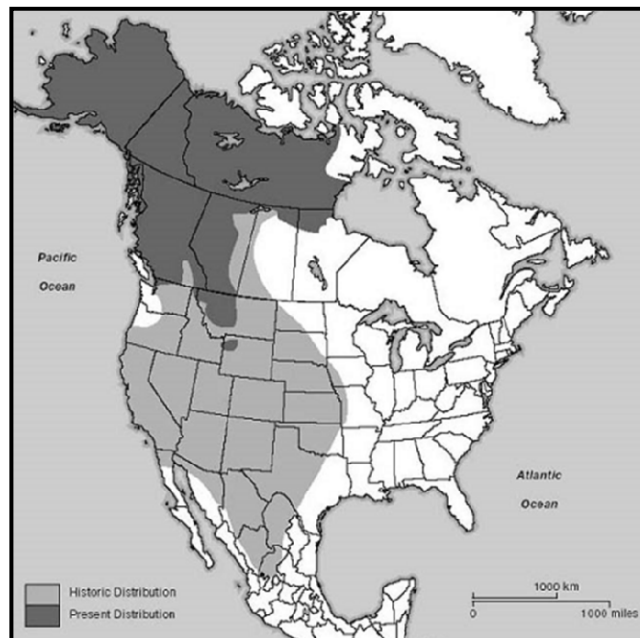 Pacific
Ocean
Atlantic
Ocean
Historic Distribution
Present Distribution
1000 km
0
1000 miles